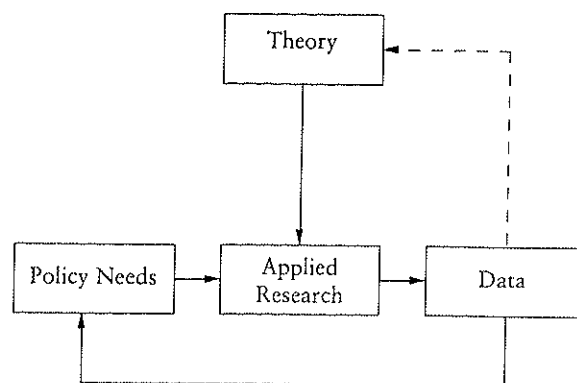 Theory
Policy Needs
Applied
Research
Data